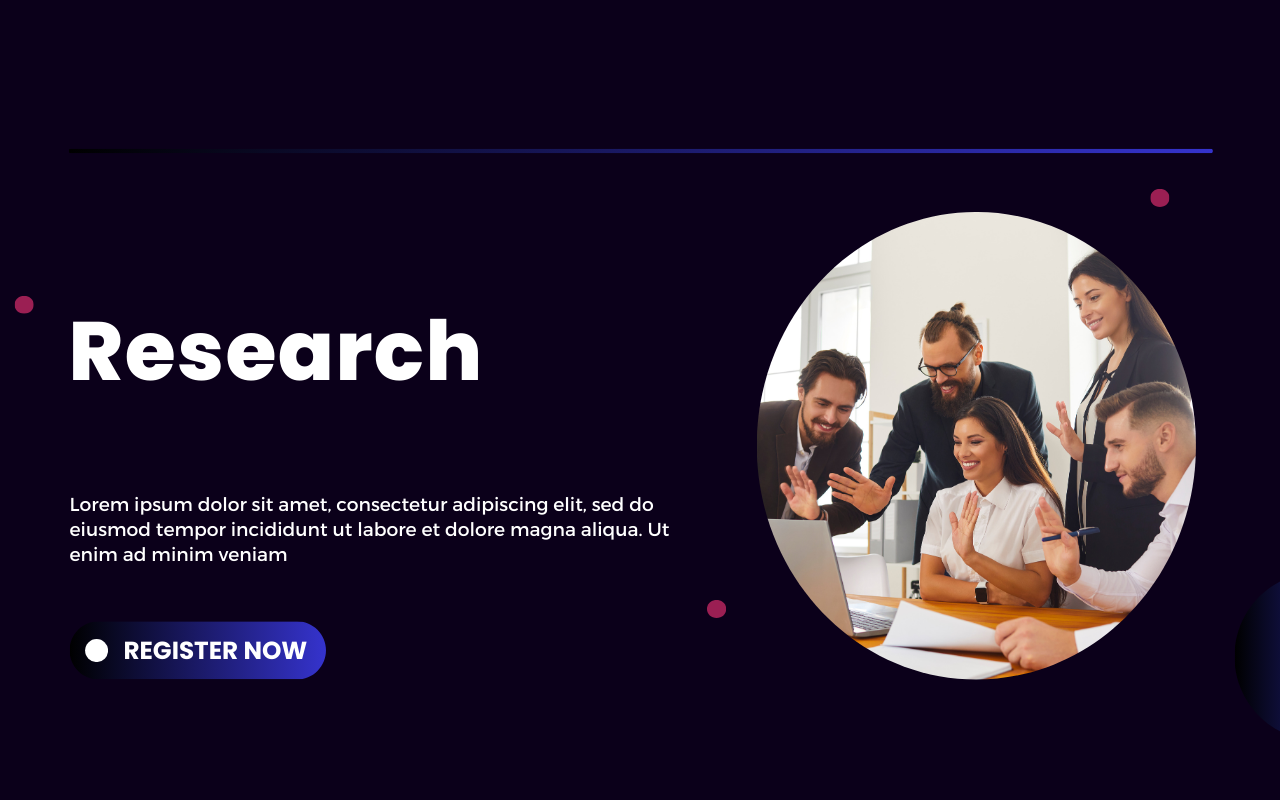 Research
Lorem ipsum dolor sit amet, consectetur adipiscing elit, sed do
eiusmod tempor incididunt ut labore et dolore magna aliqua. Ut
enim ad minim veniam
REGISTER NOW